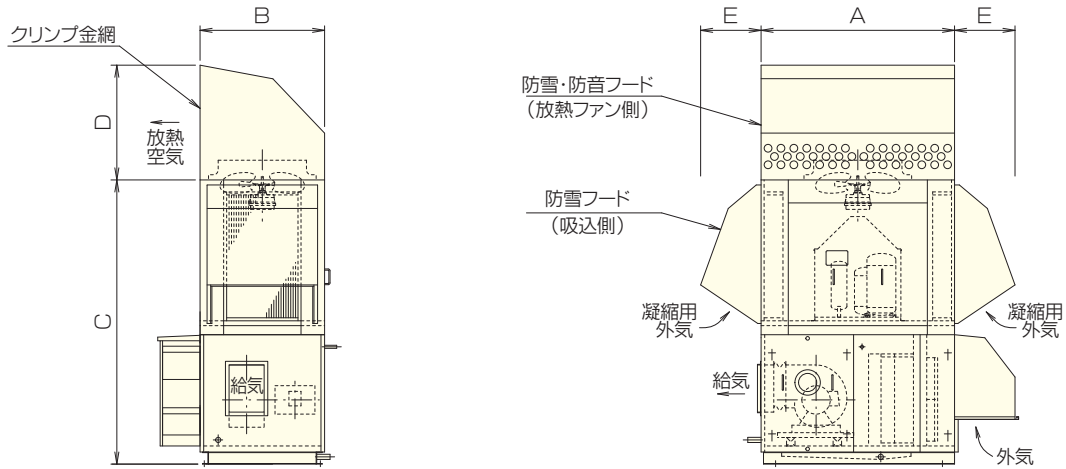 B
クリンプ金網
D
放熱
空気
C
給気
E
A
E
防雪・防音フード
(放熱ファン側)
防雪フード
(吸込側)
凝縮用
外気
凝縮用
外気
給気
外気